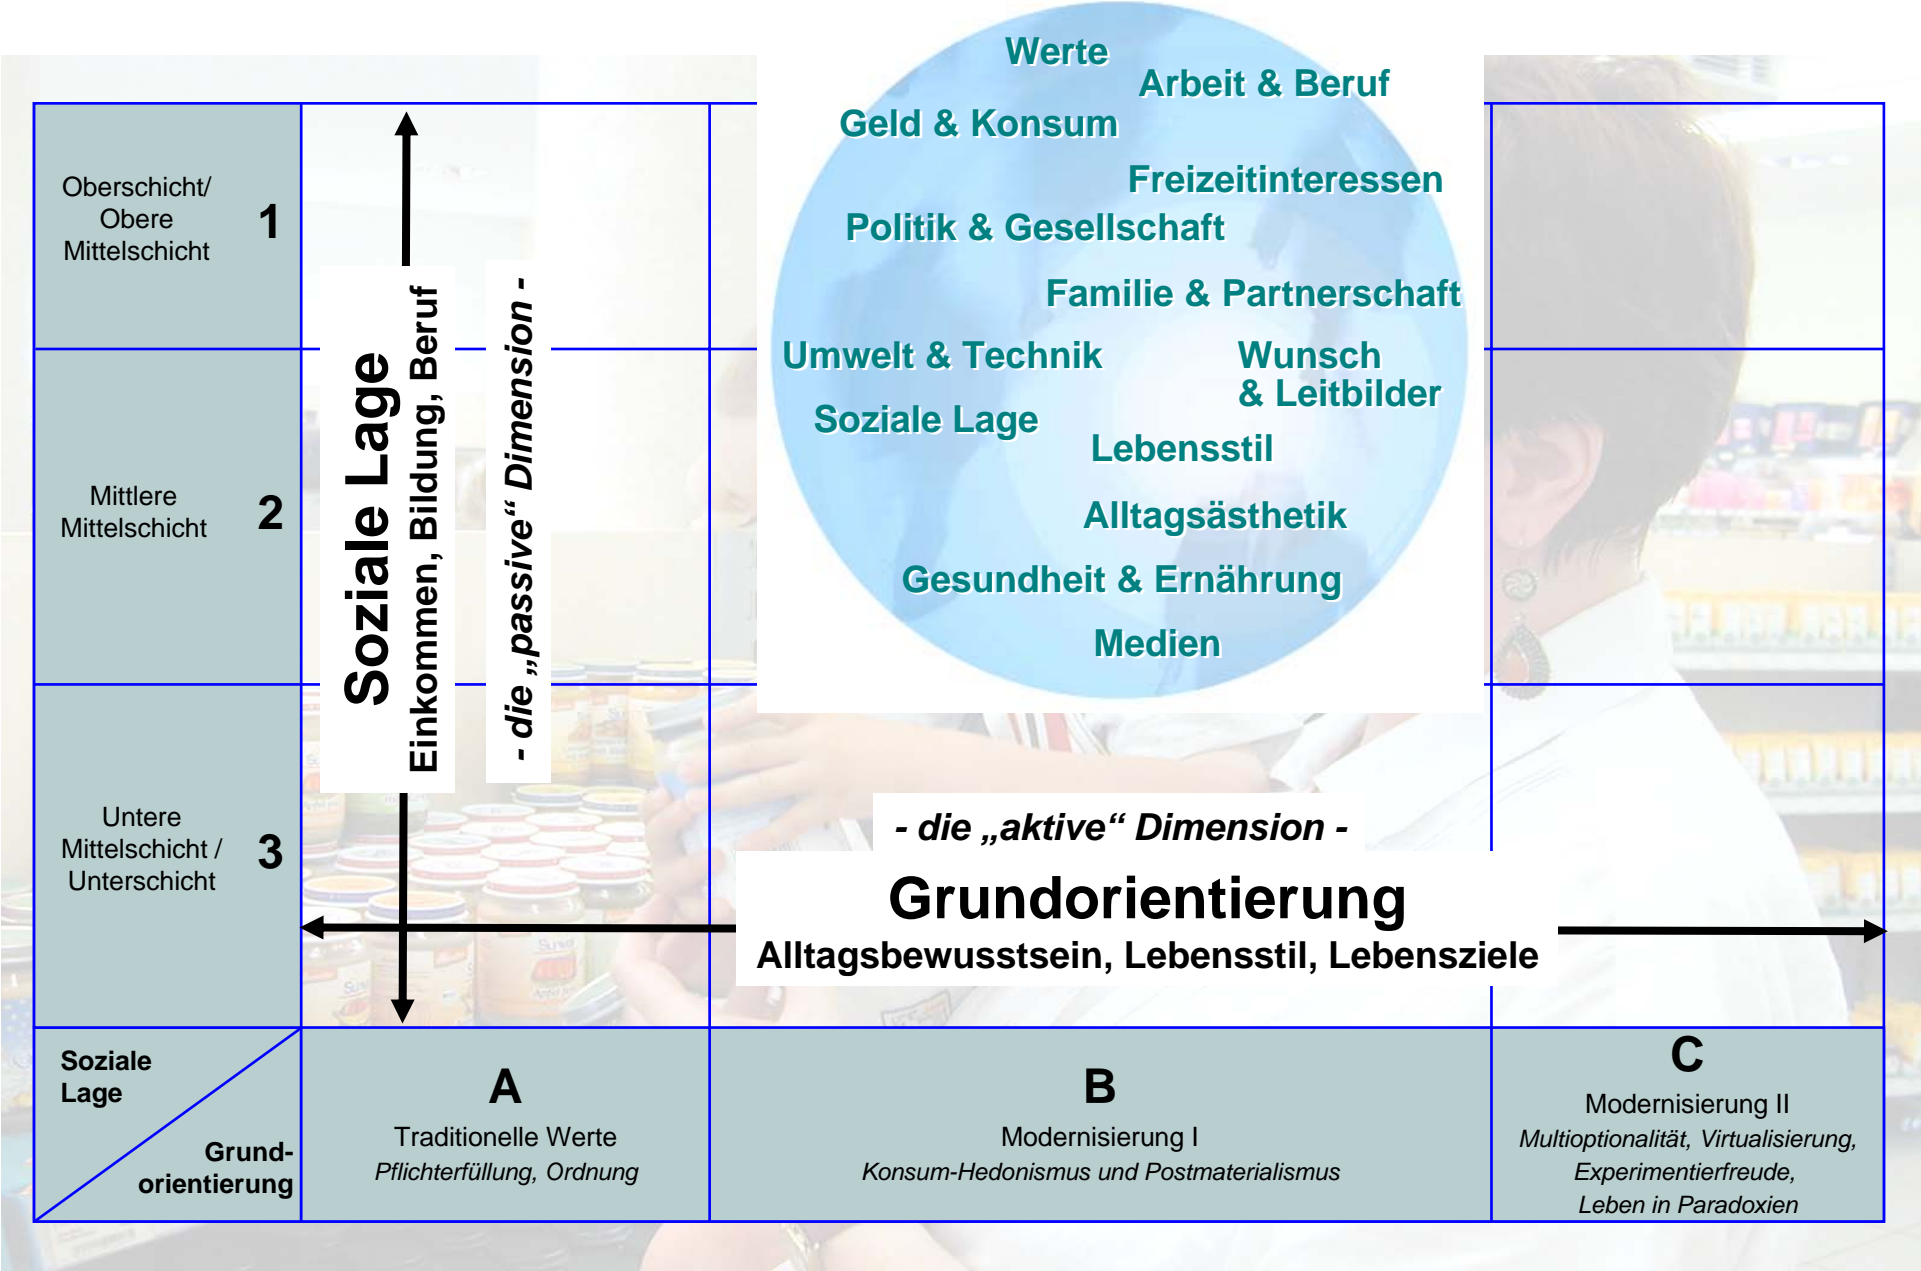 Werte
Arbeit & Beruf
Geld & Konsum
Freizeitinteressen
Politik & Gesellschaft
Familie & Partnerschaft
Umwelt & Technik
Wunsch
& Leitbilder
Soziale Lage
Lebensstil
Alltagsästhetik
Gesundheit & Ernährung
Medien
Oberschicht/
Obere
Mittelschicht
1
Mittlere
Mittelschicht
2
Untere
Mittelschicht /
Unterschicht
3
Soziale Lage
Einkommen, Bildung, Beruf
- die „passive“ Dimension -
- die „aktive“ Dimension -
Grundorientierung
Alltagsbewusstsein, Lebensstil, Lebensziele
Soziale
Lage
Grund-
orientierung
A
Traditionelle Werte
Pflichterfüllung, Ordnung
B
Modernisierung I
Konsum-Hedonismus und Postmaterialismus
C
Modernisierung II
Multioptionalität, Virtualisierung,
Experimentierfreude,
Leben in Paradoxien